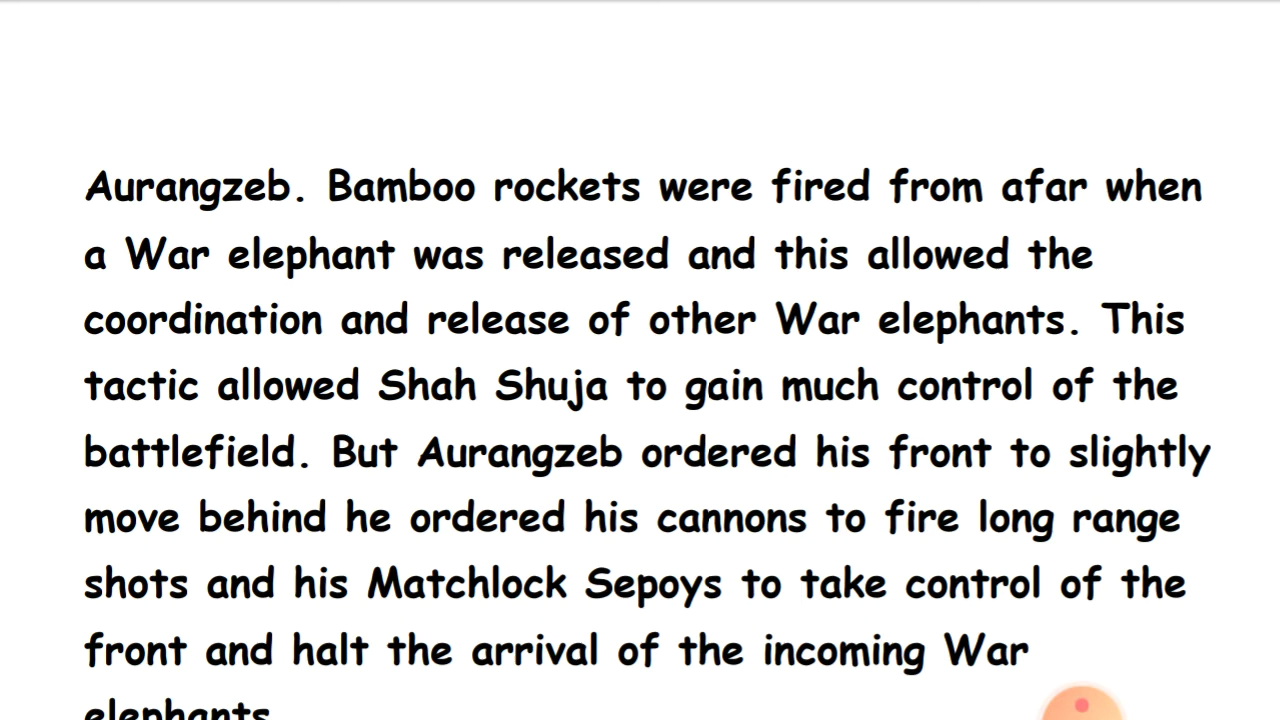 Aurangzeb. Bamboo rockets were fired from afar when
a War elephant was released and this allowed the
coordination and release of other War elephants. This
tactic allowed Shah Shuja to gain much control of the
battlefield. But Aurangzeb ordered his front to slightly
move behind he ordered his cannons to fire long range
shots and his Matchlock Sepoys to take control of the
front and halt the arrival of the incoming War
elephants